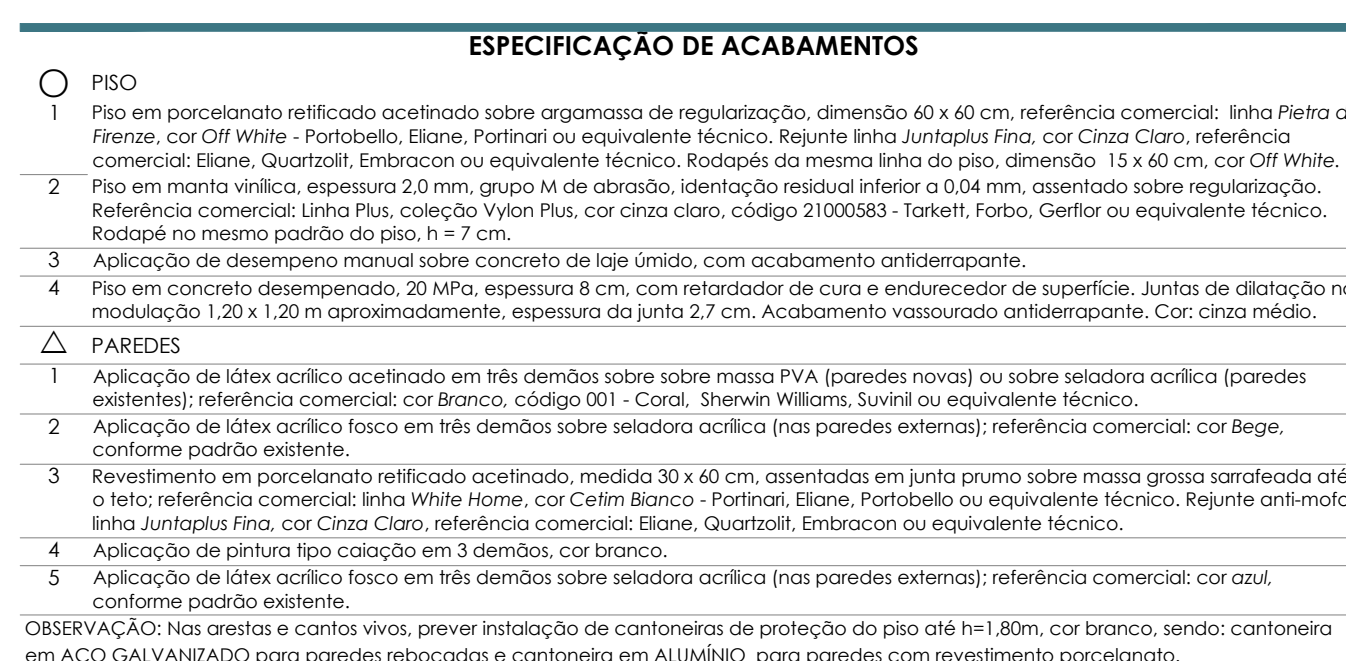 ESPECIFICAÇÃO DE ACABAMENTOS
PISO
1 Piso em porcelanato retificado acetinado sobre argamassa de regularização, dimensão 60 x 60 cm, referência comercial: linha Pietra
Firenze, cor Off White - Portobello, Eliane, Portinari ou equivalente técnico. Rejunte linha Juntaplus Fina, cor Cinza Claro, referência
comercial: Eliane, Quartzolit, Embracon ou equivalente técnico. Rodapés da mesma linha do piso, dimensão 15 x 60 cm, cor Off White.
2 Piso em manta vinílica, espessura 2,0 mm, grupo M de abrasão, identação residual inferior a 0,04 mm, assentado sobre regularização.
Referência comercial: Linha Plus, coleção Vylon Plus, cor cinza claro, código 21000583 - Tarkett, Forbo, Gerflor ou equivalente técnico.
Rodapé no mesmo padrão do piso, h = 7 cm.
3 Aplicação de desempeno manual sobre concreto de laje úmido, com acabamento antiderrapante.
4 Piso em concreto desempenado, 20 MPa, espessura 8 cm, com retardador de cura e endurecedor de superfície. Juntas de dilatação
modulação 1,20 x 1,20 m aproximadamente, espessura da junta 2,7 cm. Acabamento vassourado antiderrapante. Cor: cinza médio.
PAREDES
1 Aplicação de látex acrílico acetinado em três demãos sobre sobre massa PVA (paredes novas) ou sobre seladora acrílica (paredes
existentes); referência comercial: cor Branco, código 001 - Coral, Sherwin Williams, Suvinil ou equivalente técnico.
2 Aplicação de látex acrílico fosco em três demãos sobre seladora acrílica (nas paredes externas); referência comercial: cor Bege,
conforme padrão existente.
3 Revestimento em porcelanato retificado acetinado, medida 30 x 60 cm, assentadas em junta prumo sobre massa grossa sarrafeada até
o teto; referência comercial: linha White Home, cor Cetim Bianco - Portinari, Eliane, Portobello ou equivalente técnico. Rejunte anti-mofo
linha Juntaplus Fina, cor Cinza Claro, referência comercial: Eliane, Quartzolit, Embracon ou equivalente técnico.
4 Aplicação de pintura tipo caiação em 3 demãos, cor branco.
5 Aplicação de látex acrílico fosco em três demãos sobre seladora acrílica (nas paredes externas); referência comercial: cor azul,
conforme padrão existente.
OBSERVAÇÃO: Nas arestas e cantos vivos, prever instalação de cantoneiras de proteção do piso até h=1,80m, cor branco, sendo: cantoneira
em AÇO GALVANIZADO para paredes rebocadas e cantoneira em ALUMÍNIO para paredes com revestimento porcelanato.